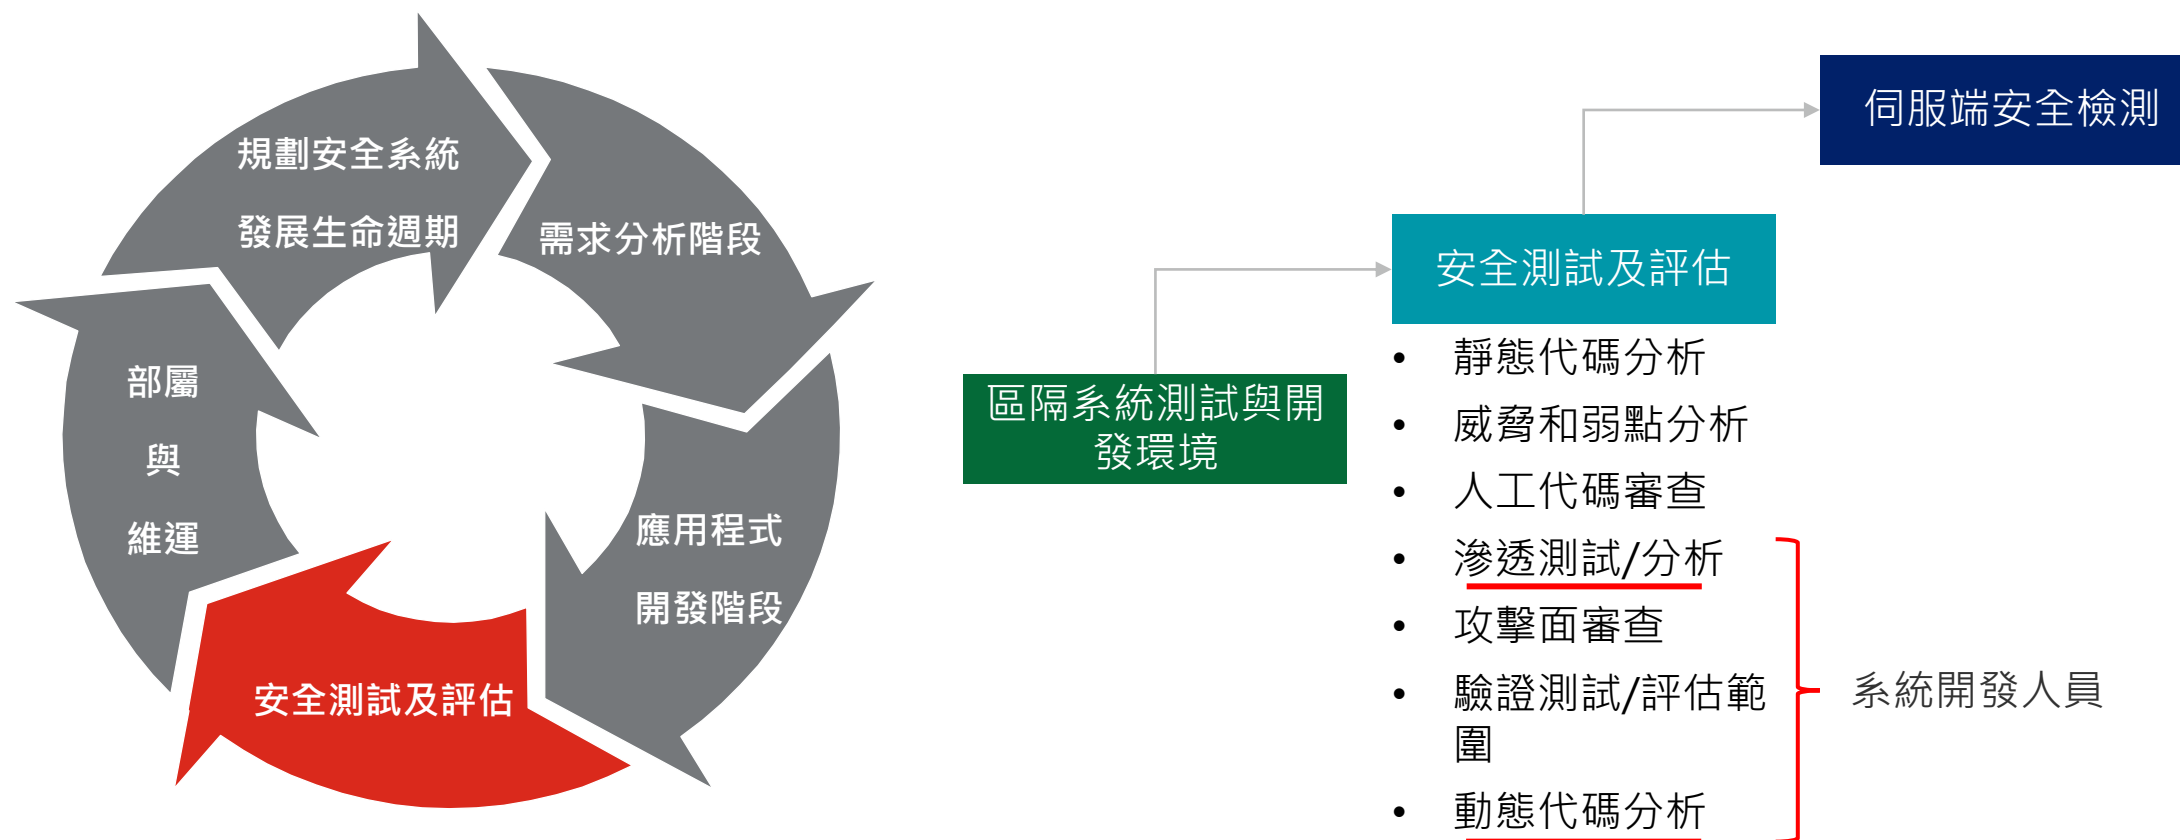 規劃安全系統
發展生命週期
需求分析階段
應用程式
開發階段
安全測試及評估
部屬
與
維運
伺服端安全檢測
安全測試及評估
區隔系統測試與開
發環境
• 靜態代碼分析
• 威脅和弱點分析
• 人工代碼審查
• 滲透測試/分析
• 攻擊面審查
• 驗證測試/評估範
圍
• 動態代碼分析
系統開發人員